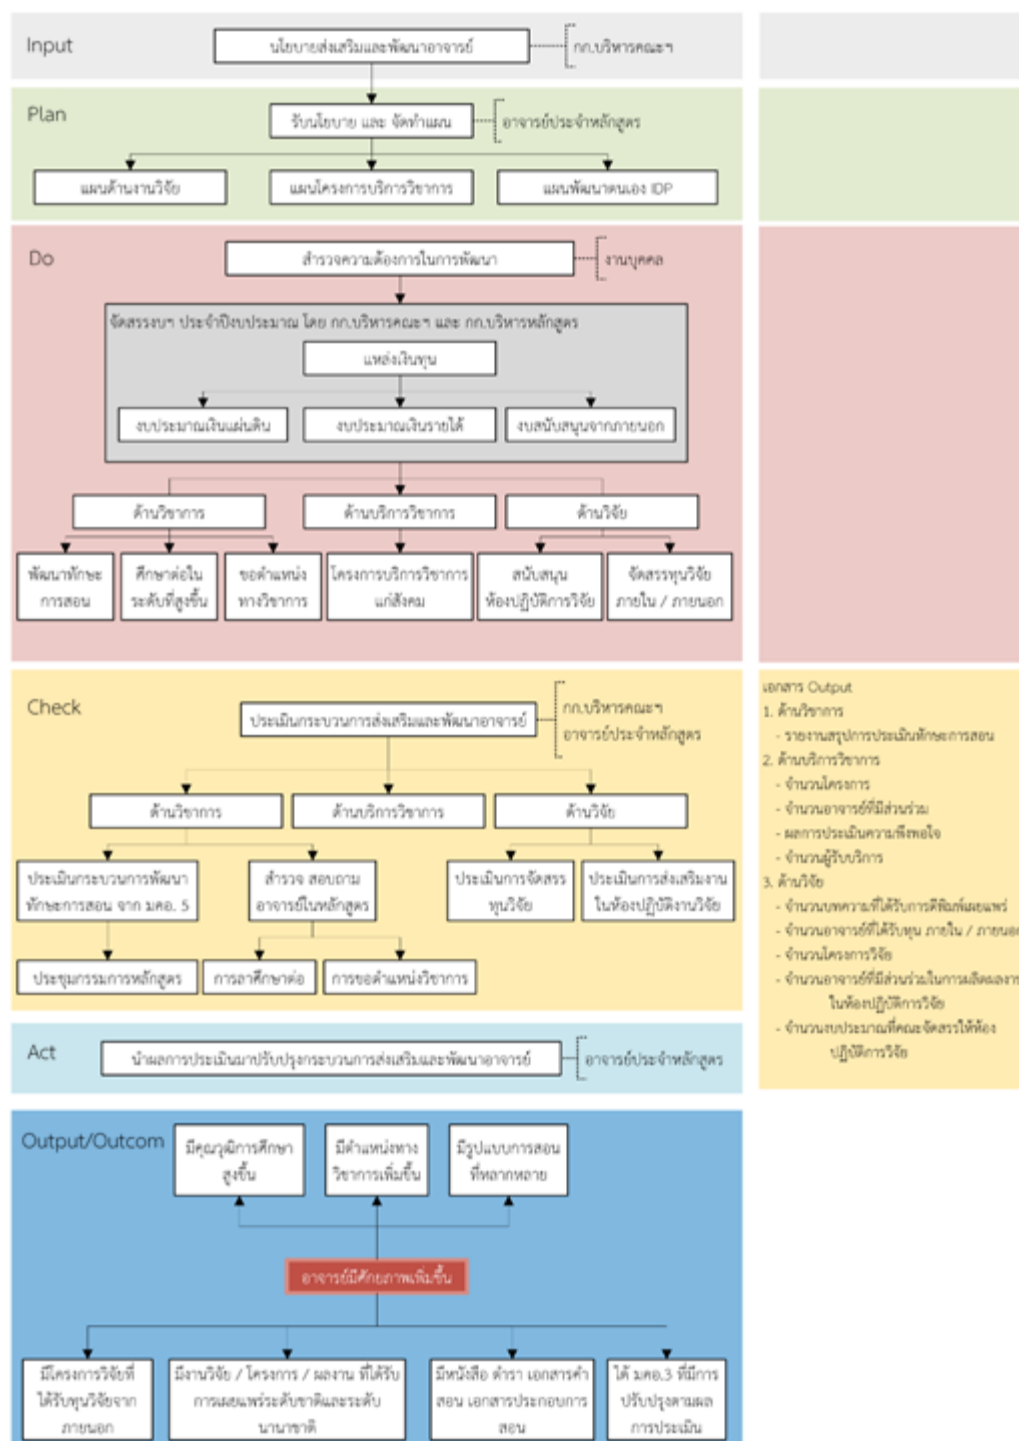 Input
นโยบายส่งเสริมและพัฒนาอาจารย์
กก.บริหารคณะฯ
Plan
รับนโยบาย และ จัดทำแผน
อาจารย์ประจำหลักสูตร
แผนด้านงานวิจัย
แผนโครงการบริการวิชาการ
แผนพัฒนาตนเอง IDP
Do
สำรวจความต้องการในการพัฒนา
งานบุคคล
จัดสรรงบฯ ประจำปีงบประมาณ โดย กก.บริหารคณะฯ และ กก.บริหารหลักสูตร
แหล่งเงินทุน
งบประมาณเงินแผ่นดิน
งบประมาณเงินรายได้
งบสนับสนุนจากภายนอก
ด้านวิชาการ
ด้านบริการวิชาการ
ด้านวิจัย
พัฒนาทักษะ
การสอน
ศึกษาต่อใน
ระดับที่สูงขึ้น
ขอตำแหน่ง
ทางวิชาการ
โครงการบริการวิชาการ
แก่สังคม
สนับสนุน
ห้องปฏิบัติการวิจัย
จัดสรรทุนวิจัย
ภายใน / ภายนอก
Check
ประเมินกระบวนการส่งเสริมและพัฒนาอาจารย์
กก.บริหารคณะฯ
อาจารย์ประจำหลักสูตร
ด้านวิชาการ
ด้านบริการวิชาการ
ด้านวิจัย
ประเมินกระบวนการพัฒนา
ทักษะการสอน จาก มคอ. 5
สำรวจ สอบถาม
อาจารย์ในหลักสูตร
ประเมินการจัดสรร
ทุนวิจัย
ประเมินการส่งเสริมงาน
ในห้องปฏิบัติงานวิจัย
ประชุมกรรมการหลักสูตร
การลาศึกษาต่อ
การขอตำแหน่งวิชาการ
เอกสาร Output
1. ด้านวิชาการ
- รายงานสรุปการประเมินทักษะการสอน
2. ด้านบริการวิชาการ
- จำนวนโครงการ
- จำนวนอาจารย์ที่มีส่วนร่วม
- ผลการประเมินความพึงพอใจ
- จำนวนผู้รับบริการ
3. ด้านวิจัย
- จำนวนบทความที่ได้รับการตีพิมพ์เผยแพร่
- จำนวนอาจารย์ที่ได้รับทุน ภายใน / ภายนอก
- จำนวนโครงการวิจัย
- จำนวนอาจารย์ที่มีส่วนร่วมในการผลิตผลงาน
ในห้องปฏิบัติการวิจัย
- จำนวนงบประมาณที่คณะจัดสรรให้ห้อง
ปฏิบัติการวิจัย
Act
นำผลการประเมินมาปรับปรุงกระบวนการส่งเสริมและพัฒนาอาจารย์
อาจารย์ประจำหลักสูตร
Output/Outcom
มีคุณวุฒิการศึกษา
สูงขึ้น
มีตำแหน่งทาง
วิชาการเพิ่มขึ้น
มีรูปแบบการสอน
ที่หลากหลาย
อาจารย์มีศักยภาพเพิ่มขึ้น
มีโครงการวิจัยที่
ได้รับทุนวิจัยจาก
ภายนอก
มีงานวิจัย / โครงการ / ผลงาน ที่ได้รับ
การเผยแพร่ระดับชาติและระดับ
นานาชาติ
มีหนังสือ ตำรา เอกสารคำ
สอน เอกสารประกอบการ
สอน
ได้ มคอ.3 ที่มีการ
ปรับปรุงตามผล
การประเมิน